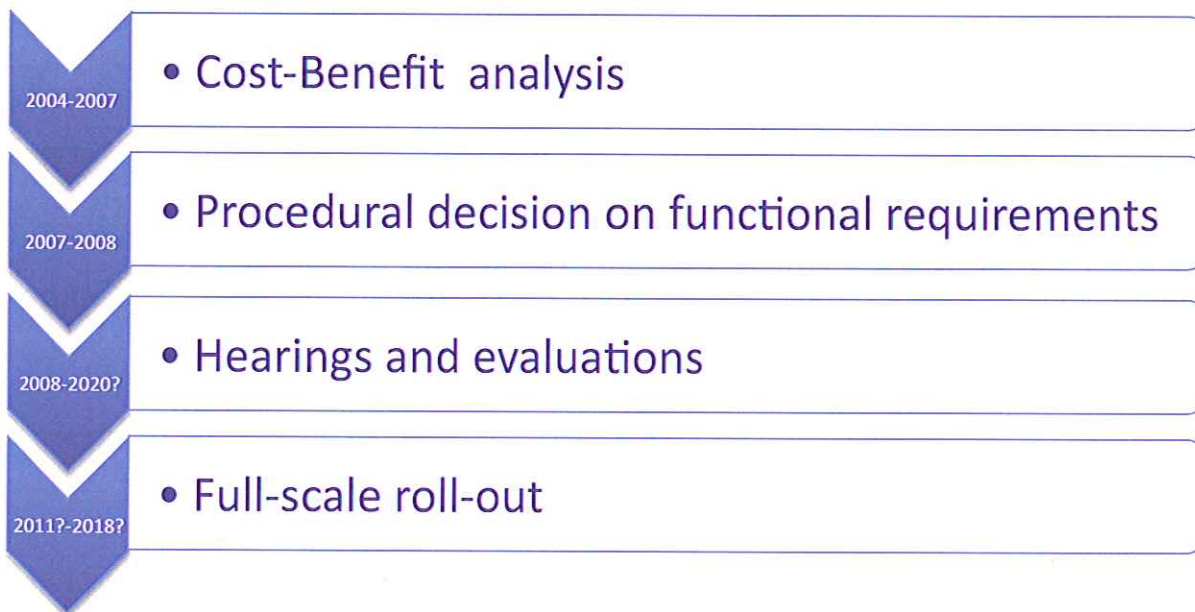 2004-2007
• Cost-Benefit analysis
2007-2008
• Procedural decision on functional requirements
2008-2020?
• Hearings and evaluations
2011?-2018?
• Full-scale roll-out